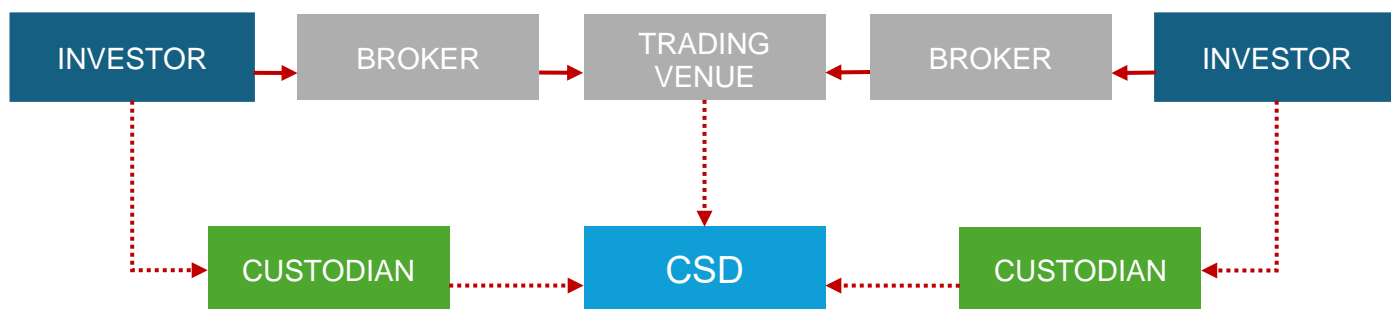 INVESTOR
BROKER
TRADING
VENUE
BROKER
INVESTOR
CUSTODIAN
CSD
CUSTODIAN